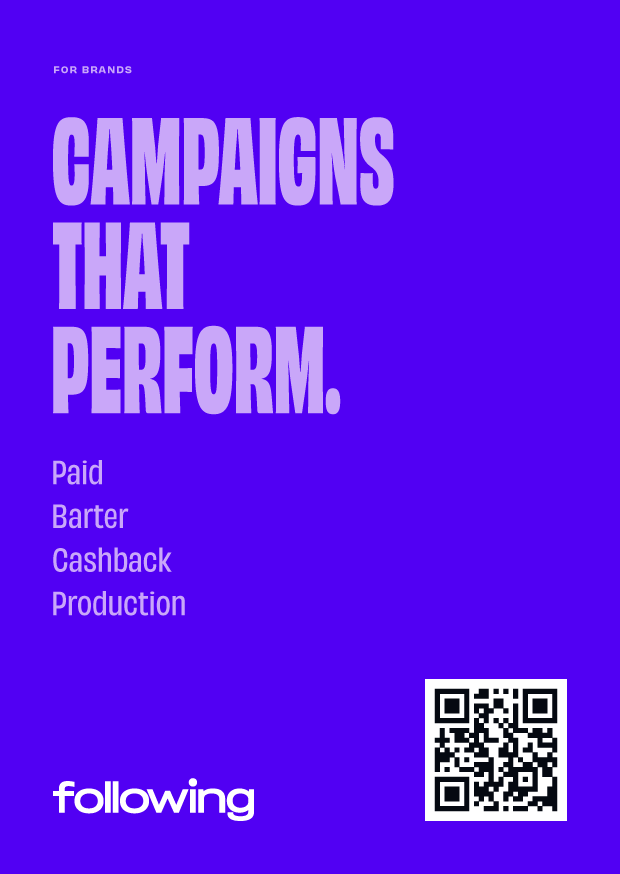 FOR BRANDS
CAMPAIGNS
THAT
PERFORM.
Paid
Barter
Cashback
Production
following